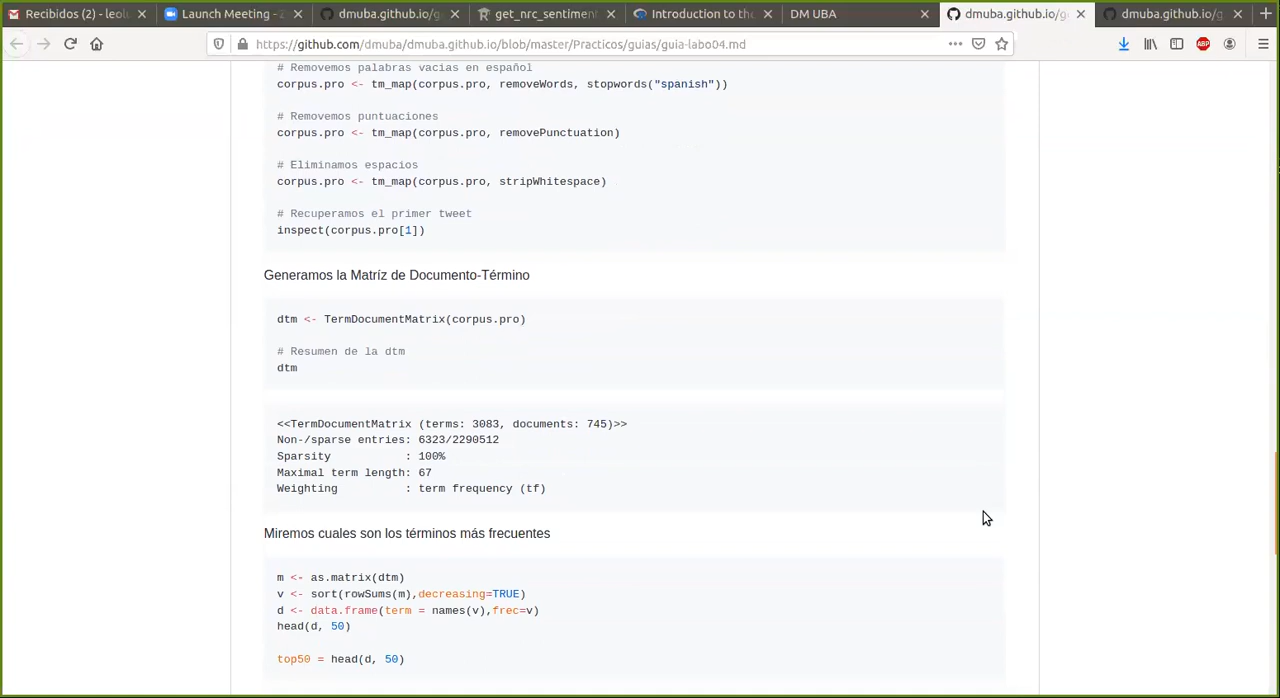 Recibidos (2) - leolu
Launch Meeting - Z
dmuba.github.io/g
get_nrc_sentimen
Introduction to the
DM UBA
dmuba.github.io/g
dmuba.github.io/g
https://github.com/dmuba/dmuba.github.io/blob/master/Practicos/guias/guia-labo04.md
ABP
# Removemos palabras vacias en español
corpus.pro <- tm_map(corpus.pro, removeWords, stopwords("spanish"))
# Removemos puntuaciones
corpus.pro <- tm_map(corpus.pro, removePunctuation)
# Eliminamos espacios
corpus.pro <- tm_map(corpus.pro, stripWhitespace)
# Recuperamos el primer tweet
inspect(corpus.pro[1])
Generamos la Matríz de Documento-Término
dtm <- TermDocumentMatrix(corpus.pro)
# Resumen de la dtm
dtm
<<TermDocumentMatrix (terms: 3083, documents: 745)>>
Non-/sparse entries: 6323/2290512
Sparsity           : 100%
Maximal term length: 67
Weighting          : term frequency (tf)
Miremos cuales son los términos más frecuentes
m <- as.matrix(dtm)
v <- sort(rowSums(m),decreasing=TRUE)
d <- data.frame(term = names(v),frec=v)
head(d, 50)
top50 = head(d, 50)